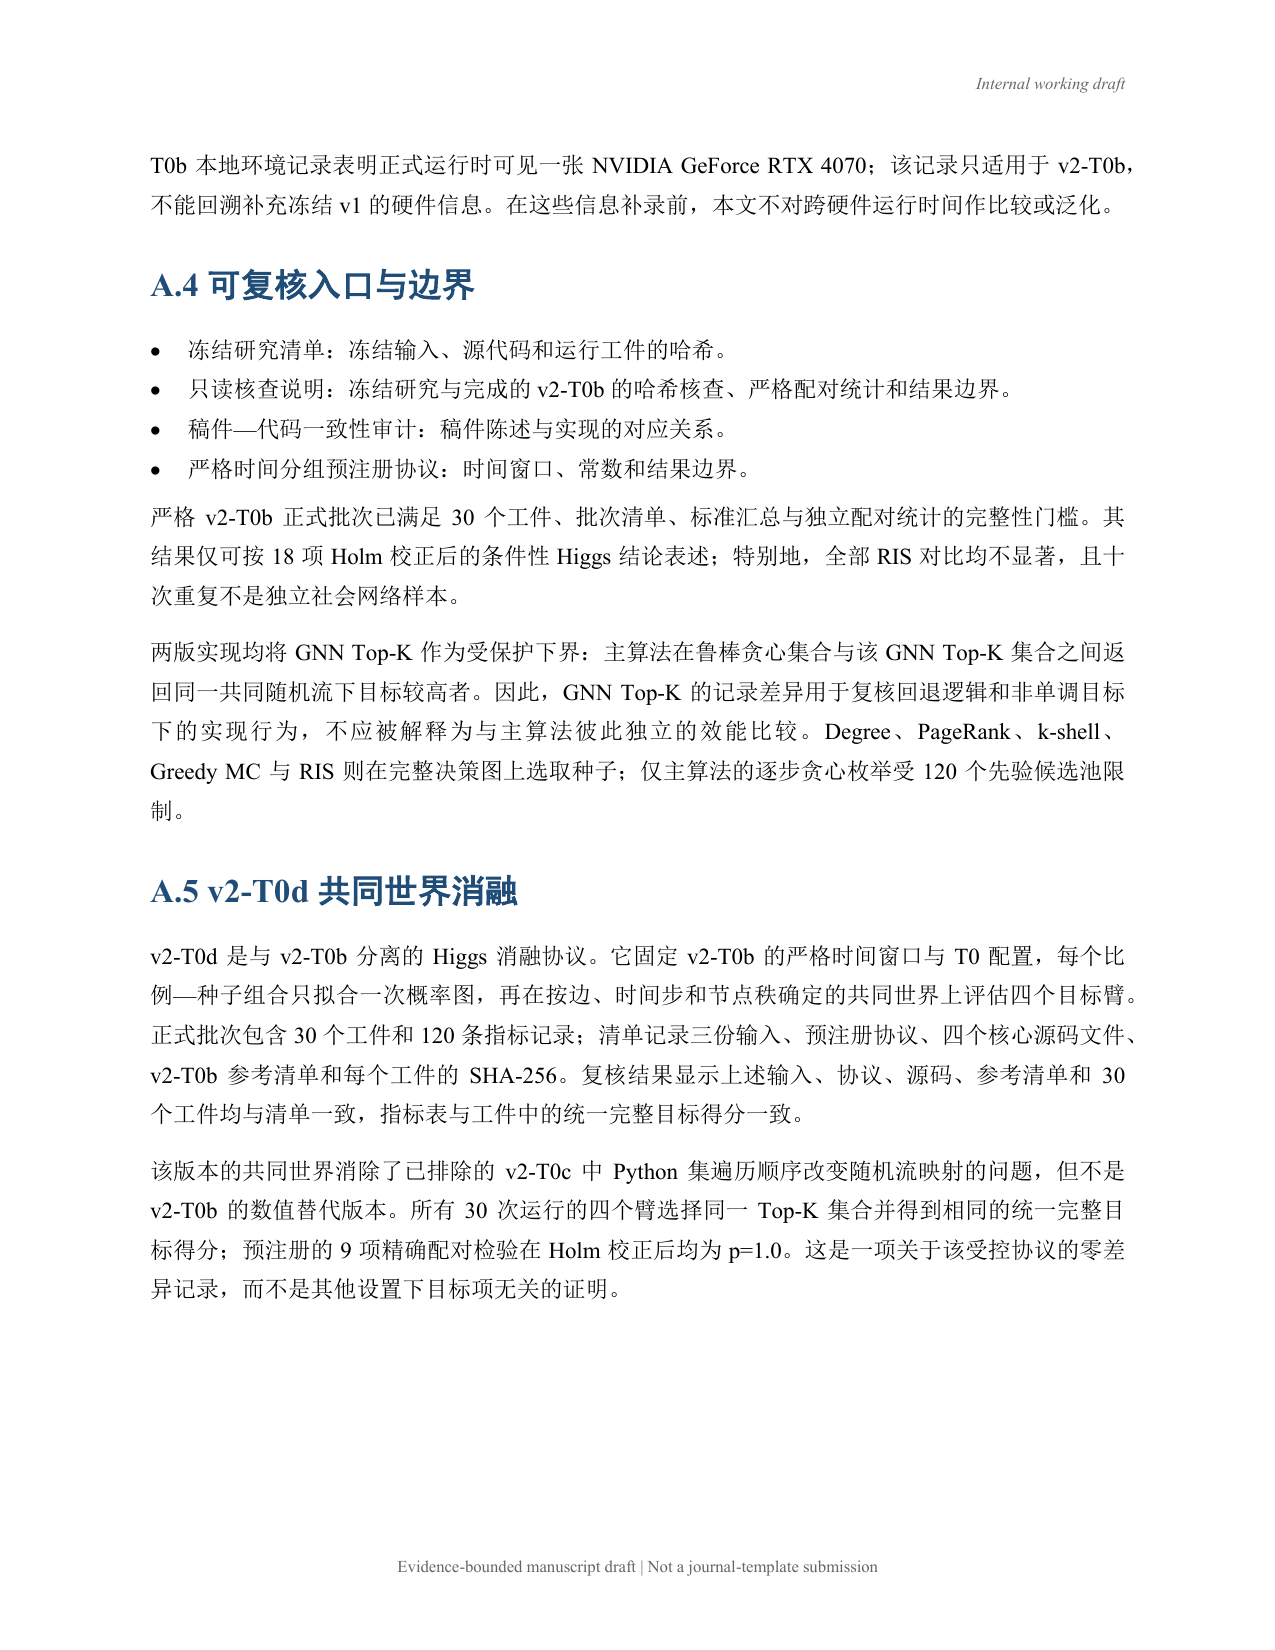 Internal working draft
T0b 本地环境记录表明正式运行时可见一张 NVIDIA GeForce RTX 4070；该记录只适用于 v2-T0b，
不能回溯补充冻结 v1 的硬件信息。在这些信息补录前，本文不对跨硬件运行时间作比较或泛化。
A.4 可复核入口与边界
• 冻结研究清单：冻结输入、源代码和运行工件的哈希。
• 只读核查说明：冻结研究与完成的 v2-T0b 的哈希核查、严格配对统计和结果边界。
• 稿件—代码一致性审计：稿件陈述与实现的对应关系。
• 严格时间分组预注册协议：时间窗口、常数和结果边界。
严格 v2-T0b 正式批次已满足 30 个工件、批次清单、标准汇总与独立配对统计的完整性门槛。其
结果仅可按 18 项 Holm 校正后的条件性 Higgs 结论表述；特别地，全部 RIS 对比均不显著，且十
次重复不是独立社会网络样本。
两版实现均将 GNN Top-K 作为受保护下界：主算法在鲁棒贪心集合与该 GNN Top-K 集合之间返
回同一共同随机流下目标较高者。因此，GNN Top-K 的记录差异用于复核回退逻辑和非单调目标
下的实现行为，不应被解释为与主算法彼此独立的效能比较。Degree、PageRank、k-shell、
Greedy MC 与 RIS 则在完整决策图上选取种子；仅主算法的逐步贪心枚举受 120 个先验候选池限
制。
A.5 v2-T0d 共同世界消融
v2-T0d 是与 v2-T0b 分离的 Higgs 消融协议。它固定 v2-T0b 的严格时间窗口与 T0 配置，每个比
例—种子组合只拟合一次概率图，再在按边、时间步和节点秩确定的共同世界上评估四个目标臂。
正式批次包含 30 个工件和 120 条指标记录；清单记录三份输入、预注册协议、四个核心源码文件、
v2-T0b 参考清单和每个工件的 SHA-256。复核结果显示上述输入、协议、源码、参考清单和 30
个工件均与清单一致，指标表与工件中的统一完整目标得分一致。
该版本的共同世界消除了已排除的 v2-T0c 中 Python 集遍历顺序改变随机流映射的问题，但不是
v2-T0b 的数值替代版本。所有 30 次运行的四个臂选择同一 Top-K 集合并得到相同的统一完整目
标得分；预注册的 9 项精确配对检验在 Holm 校正后均为 p=1.0。这是一项关于该受控协议的零差
异记录，而不是其他设置下目标项无关的证明。
Evidence-bounded manuscript draft | Not a journal-template submission